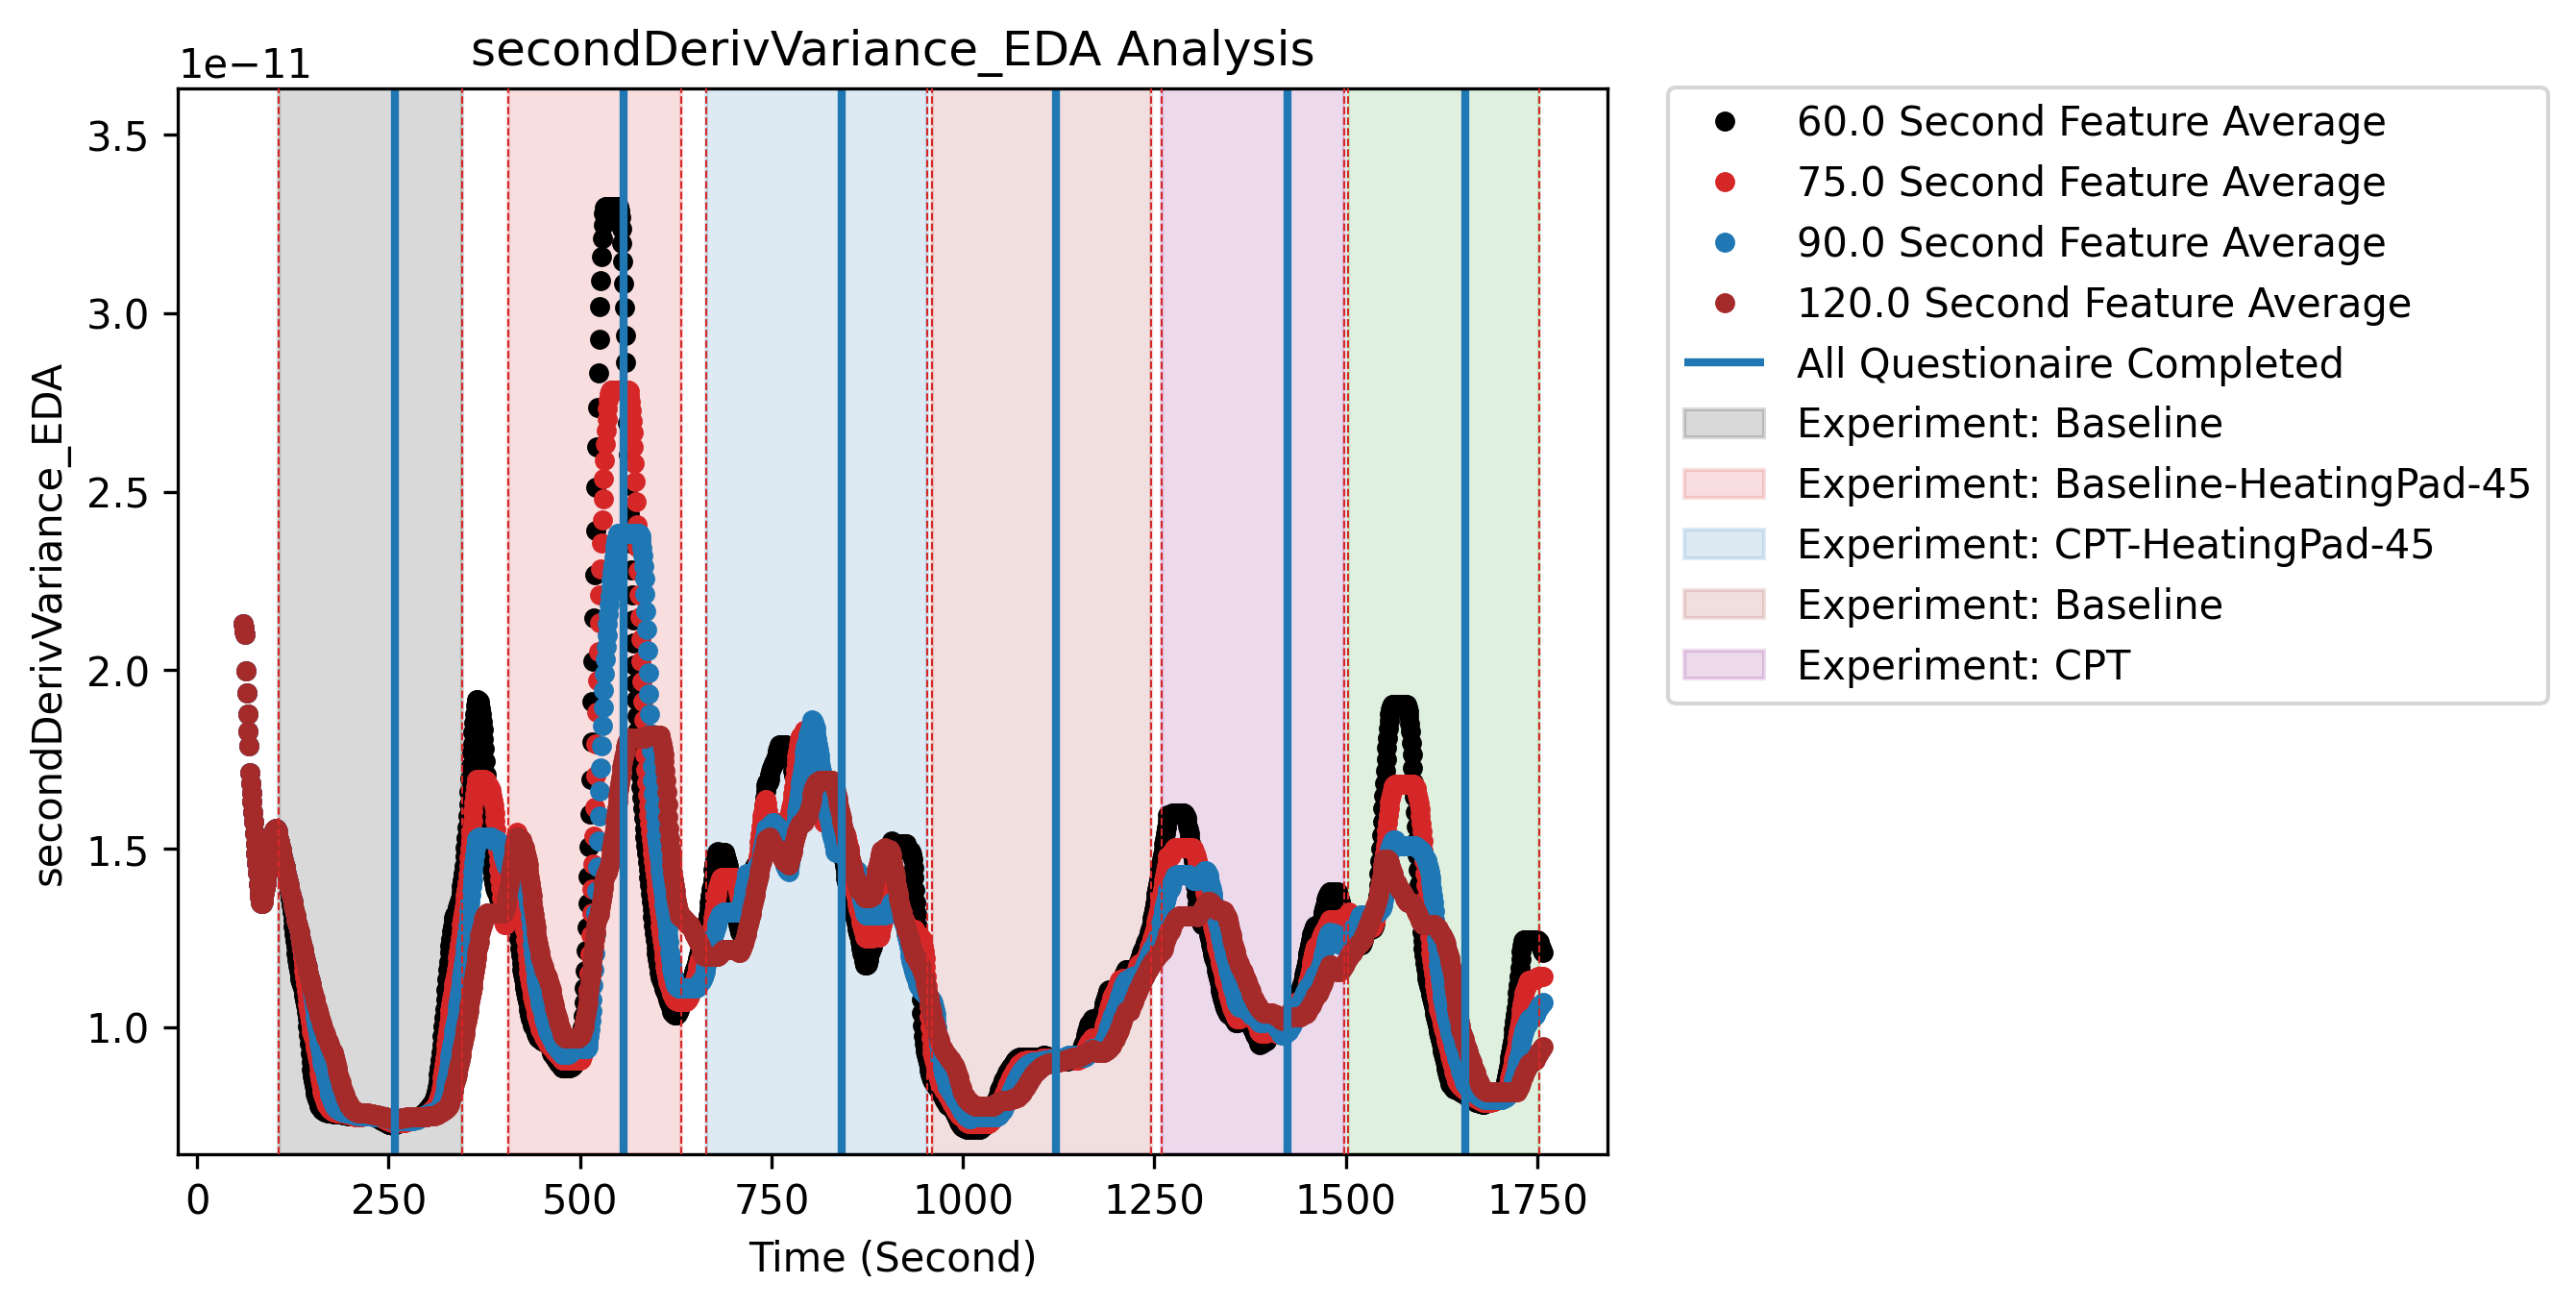 secondDerivVariance_EDA Analysis
1e−11
3.5
3.0
2.5
2.0
1.5
1.0
secondDerivVariance_EDA
0 250 500 750 1000 1250 1500 1750
Time (Second)
60.0 Second Feature Average
75.0 Second Feature Average
90.0 Second Feature Average
120.0 Second Feature Average
All Questionaire Completed
Experiment: Baseline
Experiment: Baseline-HeatingPad-45
Experiment: CPT-HeatingPad-45
Experiment: Baseline
Experiment: CPT